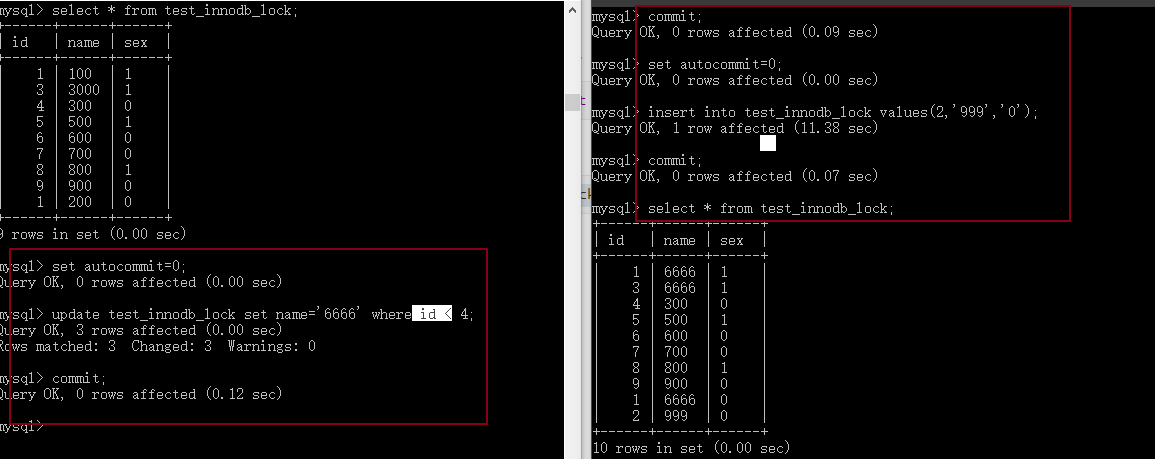 mysql> select * from test_innodb_lock;
+------+------+------+
| id | name | sex |
+------+------+------+
| 1 | 100 | 1 |
| 3 | 3000 | 1 |
| 4 | 300 | 0 |
| 5 | 500 | 1 |
| 6 | 600 | 0 |
| 7 | 700 | 0 |
| 8 | 800 | 1 |
| 9 | 900 | 0 |
| 1 | 200 | 0 |
+------+------+------+
9 rows in set (0.00 sec)
mysql> set autocommit=0;
Query OK, 0 rows affected (0.00 sec)
mysql> update test_innodb_lock set name='6666' where id < 4;
Query OK, 3 rows affected (0.00 sec)
Rows matched: 3 Changed: 3 Warnings: 0
mysql> commit;
Query OK, 0 rows affected (0.12 sec)
mysql>
mysql> commit;
Query OK, 0 rows affected (0.09 sec)
mysql> set autocommit=0;
Query OK, 0 rows affected (0.00 sec)
mysql> insert into test_innodb_lock values(2,'999','0');
Query OK, 1 row affected (11.38 sec)
mysql> commit;
Query OK, 0 rows affected (0.07 sec)
mysql> select * from test_innodb_lock;
+------+------+------+
| id | name | sex |
+------+------+------+
| 1 | 6666 | 1 |
| 3 | 6666 | 1 |
| 4 | 300 | 0 |
| 5 | 500 | 1 |
| 6 | 600 | 0 |
| 7 | 700 | 0 |
| 8 | 800 | 1 |
| 9 | 900 | 0 |
| 1 | 6666 | 0 |
| 2 | 999 | 0 |
+------+------+------+
10 rows in set (0.00 sec)